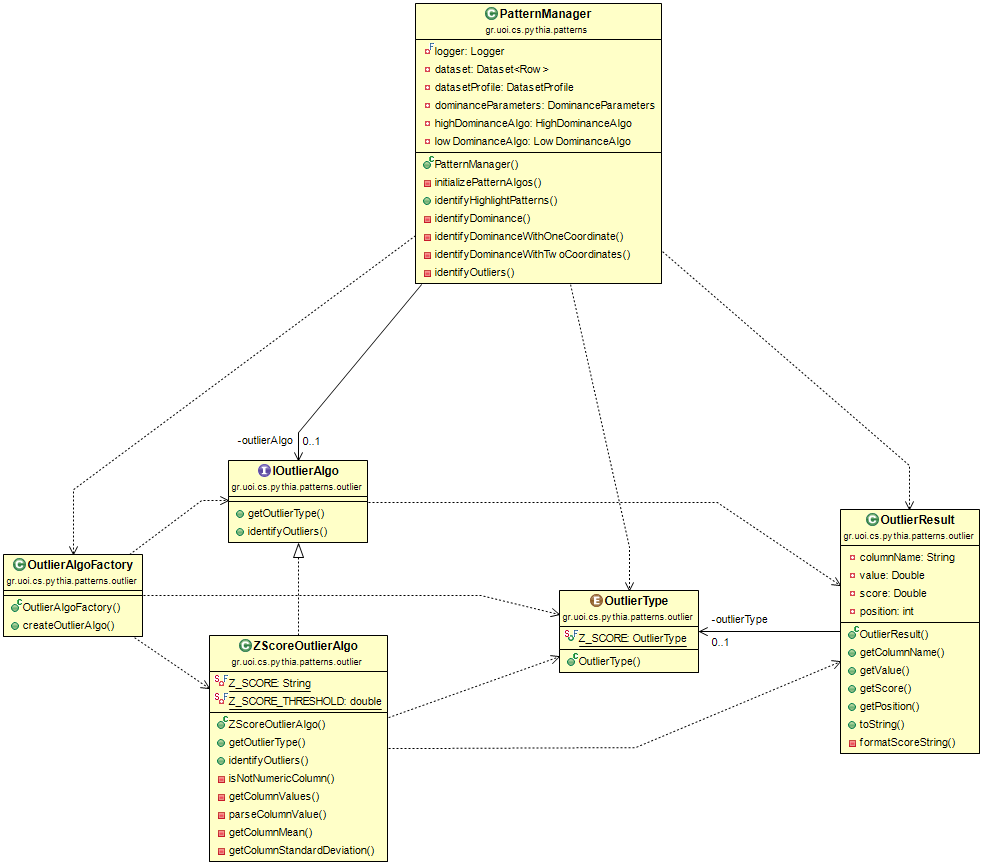 PatternManager
gr.uoi.cs.pythia.patterns
logger: Logger
dataset: Dataset<Row>
datasetProfile: DatasetProfile
dominanceParameters: DominanceParameters
highDominanceAlgo: HighDominanceAlgo
lowDominanceAlgo: LowDominanceAlgo
PatternManager()
initializePatternAlgos()
identifyHighlightPatterns()
identifyDominance()
identifyDominanceWithOneCoordinate()
identifyDominanceWithTwoCoordinates()
identifyOutliers()
-outlierAlgo 0..1
IOutlierAlgo
gr.uoi.cs.pythia.patterns.outlier
getOutlierType()
identifyOutliers()
OutlierAlgoFactory
gr.uoi.cs.pythia.patterns.outlier
OutlierAlgoFactory()
createOutlierAlgo()
OutlierType
gr.uoi.cs.pythia.patterns.outlier
Z_SCORE: OutlierType
OutlierType()
-outlierType
0..1
OutlierResult
gr.uoi.cs.pythia.patterns.outlier
columnName: String
value: Double
score: Double
position: int
OutlierResult()
getColumnName()
getValue()
getScore()
getPosition()
toString()
formatScoreString()
ZScoreOutlierAlgo
gr.uoi.cs.pythia.patterns.outlier
Z_SCORE: String
Z_SCORE_THRESHOLD: double
ZScoreOutlierAlgo()
getOutlierType()
identifyOutliers()
isNotNumericColumn()
getColumnValues()
parseColumnValue()
getColumnMean()
getColumnStandardDeviation()